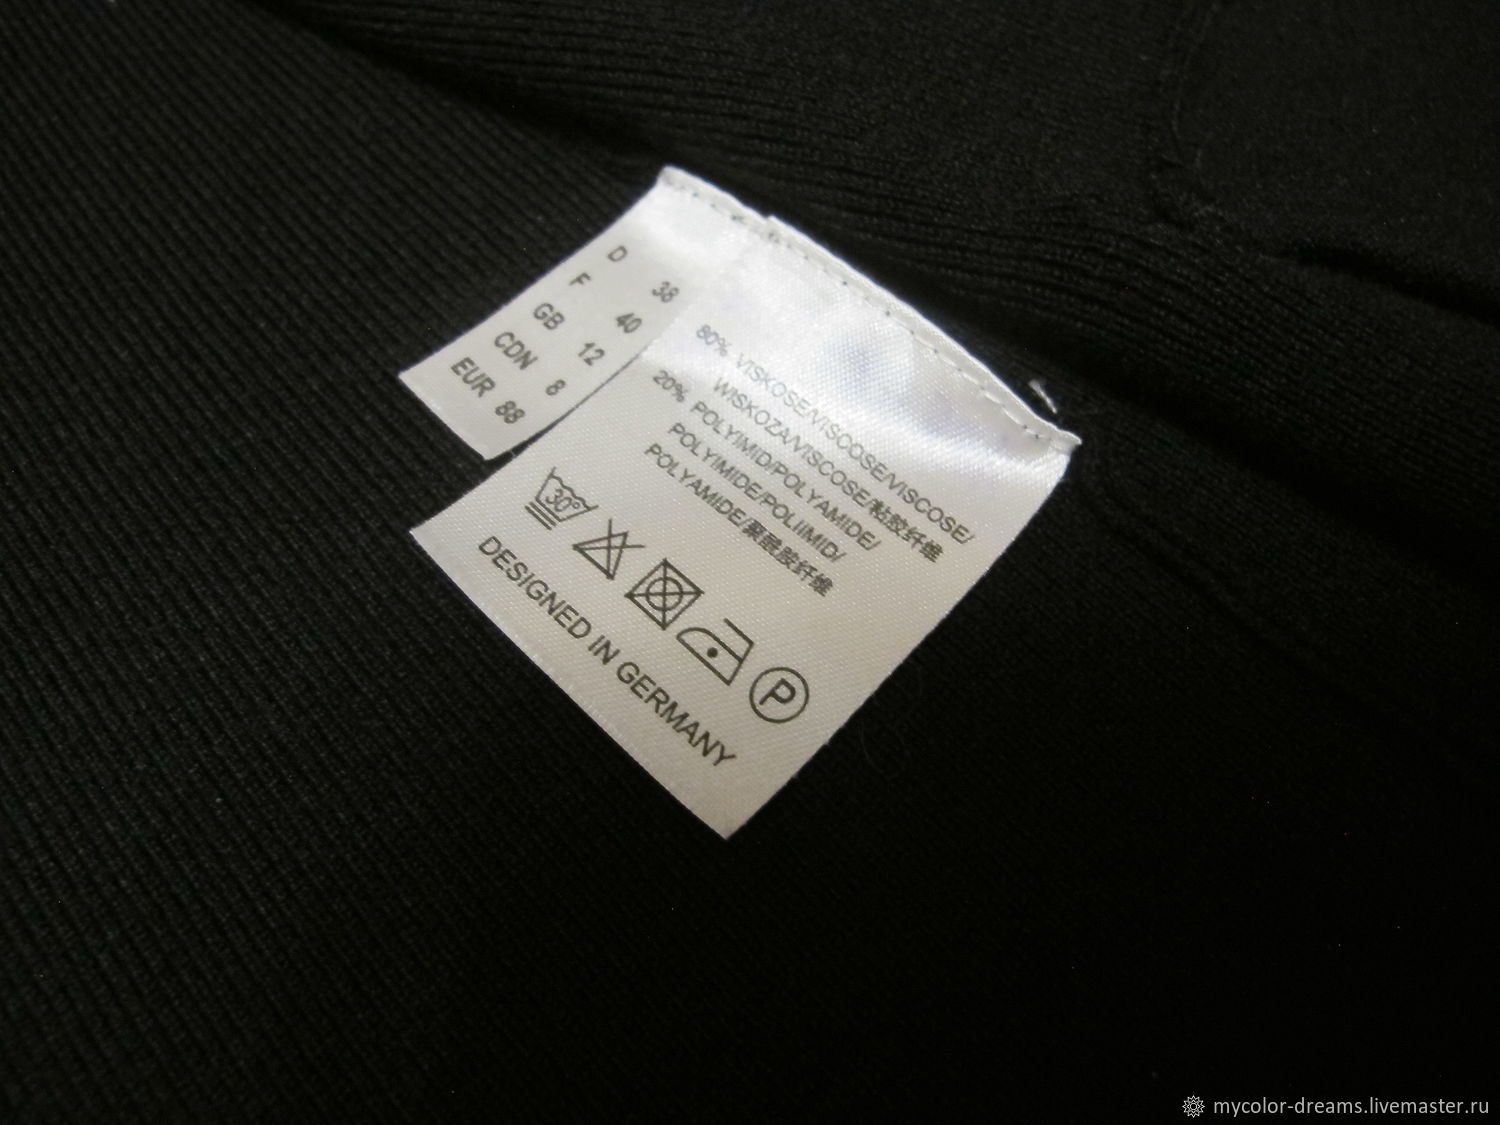 D 38
F 40
GB 12
CDN 8
EUR 88
80% VISKOSE/VISCOSE/VISCOSE/
WISKOZA/VISCOSE/粘胶纤维
20% POLYIMID/POLYAMIDE/
POLYIMIDE/POLIIMID/
POLYAMIDE/聚酰胺纤维
30°
P
DESIGNED IN GERMANY
mycolor-dreams.livemaster.ru